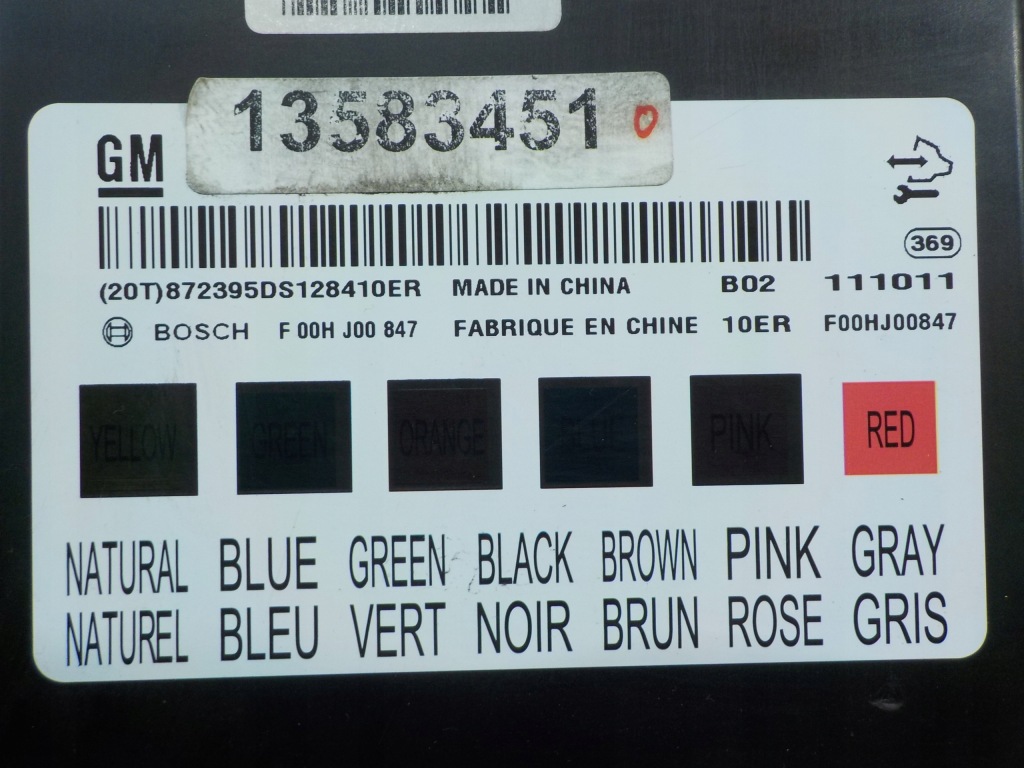 13583451
GM
369
(20T)872395DS128410ER MADE IN CHINA B02 111011
BOSCH F 00H J00 847 FABRIQUE EN CHINE 10ER F00HJ00847
YELLOW GREEN ORANGE BLUE PINK RED
NATURAL BLUE GREEN BLACK BROWN PINK GRAY
NATUREL BLEU VERT NOIR BRUN ROSE GRIS